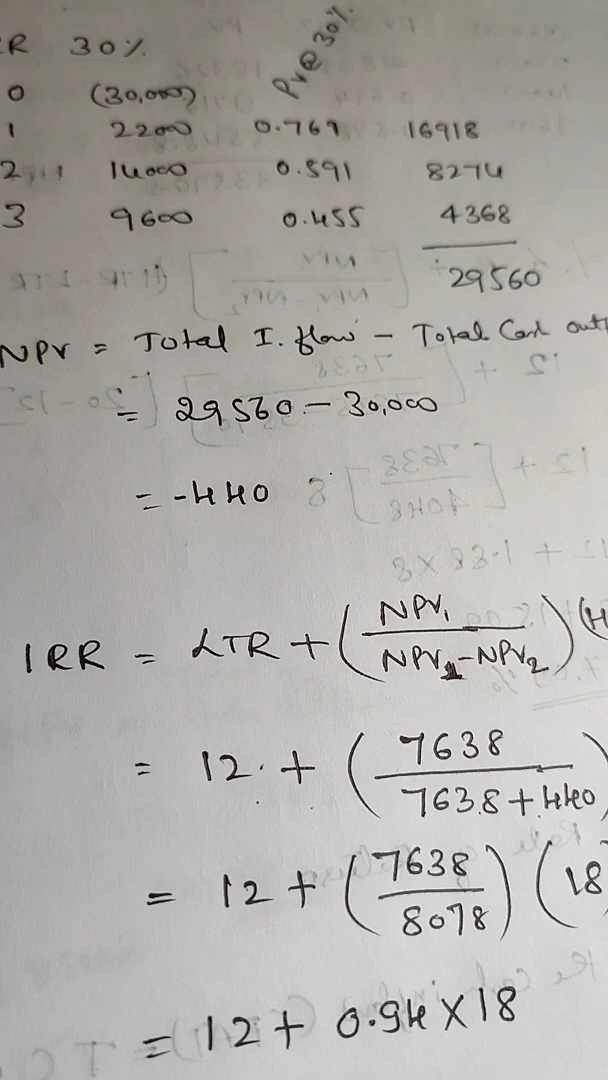 R 30%
PV@ 30%
0 (30,000)
1 22000 0.769 16918
2 14000 0.591 8274
3 9600 0.455 4368
29560
NPV = Total I. flow - Total Cash out
= 29560 - 30,000
= -440
IRR = LTR + (NPV1 / NPV1 - NPV2) (H
= 12 + (7638 / 7638 + 440)
= 12 + (7638 / 8078) (18
= 12 + 0.94 × 18